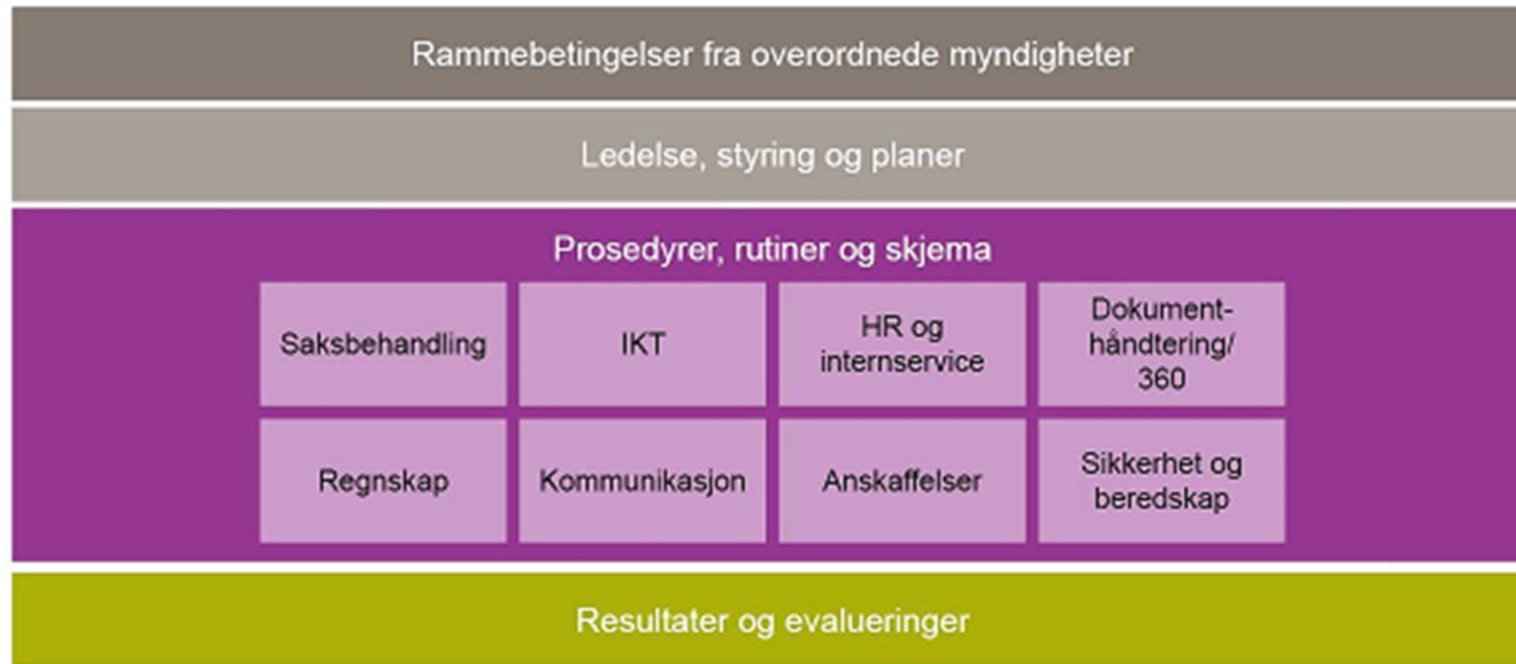 Rammebetingelser fra overordnede myndigheter
Ledelse, styring og planer
Prosedyrer, rutiner og skjema
Saksbehandling
IKT
HR og
internservice
Dokument-
håndtering/
360
Regnskap
Kommunikasjon
Anskaffelser
Sikkerhet og
beredskap
Resultater og evalueringer